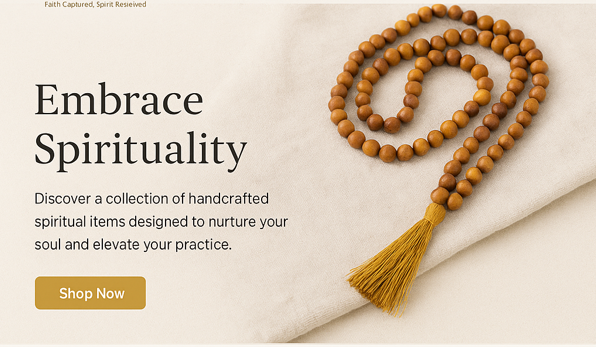 Faith Captured, Spirit Resieved
Embrace
Spirituality
Discover a collection of handcrafted
spiritual items designed to nurture your
soul and elevate your practice.
Shop Now